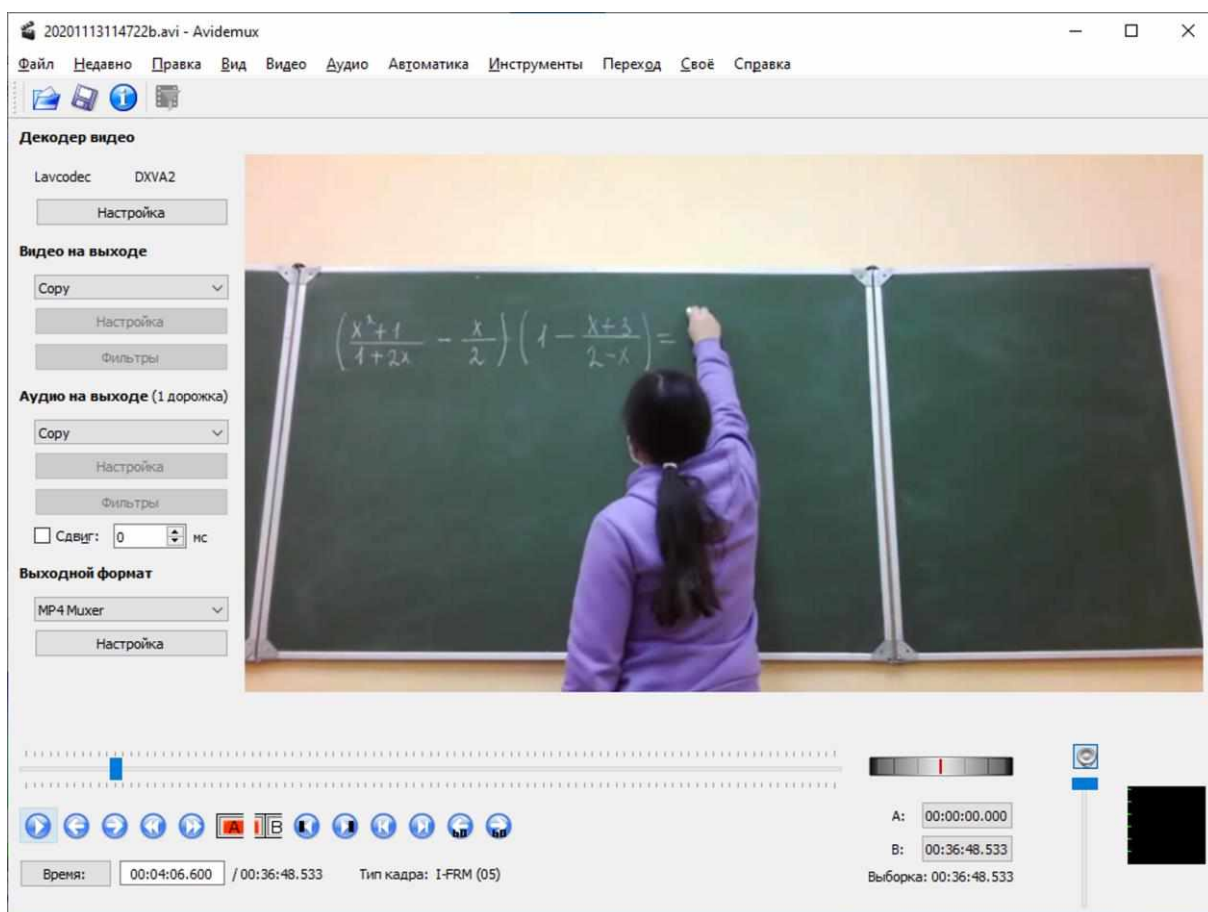 20201113114722b.avi - Avidemux
Файл Недавно Правка Вид Видео Аудио Автоматика Инструменты Переход Своё Справка
Декодер видео
Lavcodec DXVA2
Настройка
Видео на выходе
Copy
Настройка
Фильтры
Аудио на выходе (1 дорожка)
Copy
Настройка
Фильтры
Сдвиг: 0 мс
Выходной формат
MP4 Muxer
Настройка
(x²+1/1+2x - x/2)(1 - x+3/2-x) =
A B
60 60
A: 00:00:00.000
B: 00:36:48.533
Время: 00:04:06.600 / 00:36:48.533 Тип кадра: I-FRM (05)
Выборка: 00:36:48.533